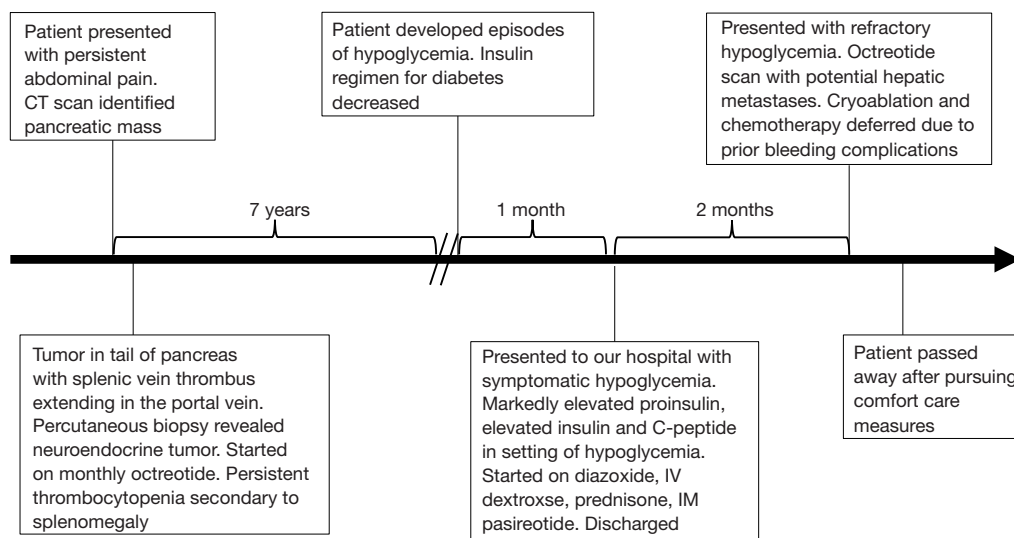 Patient presented
with persistent
abdominal pain.
CT scan identified
pancreatic mass
Patient developed episodes
of hypoglycemia. Insulin
regimen for diabetes
decreased
Presented with refractory
hypoglycemia. Octreotide
scan with potential hepatic
metastases. Cryoablation and
chemotherapy deferred due to
prior bleeding complications
7 years
1 month
2 months
Tumor in tail of pancreas
with splenic vein thrombus
extending in the portal vein.
Percutaneous biopsy revealed
neuroendocrine tumor. Started
on monthly octreotide. Persistent
thrombocytopenia secondary to
splenomegaly
Presented to our hospital with
symptomatic hypoglycemia.
Markedly elevated proinsulin,
elevated insulin and C-peptide
in setting of hypoglycemia.
Started on diazoxide, IV
dextroxse, prednisone, IM
pasireotide. Discharged
Patient passed
away after pursuing
comfort care
measures